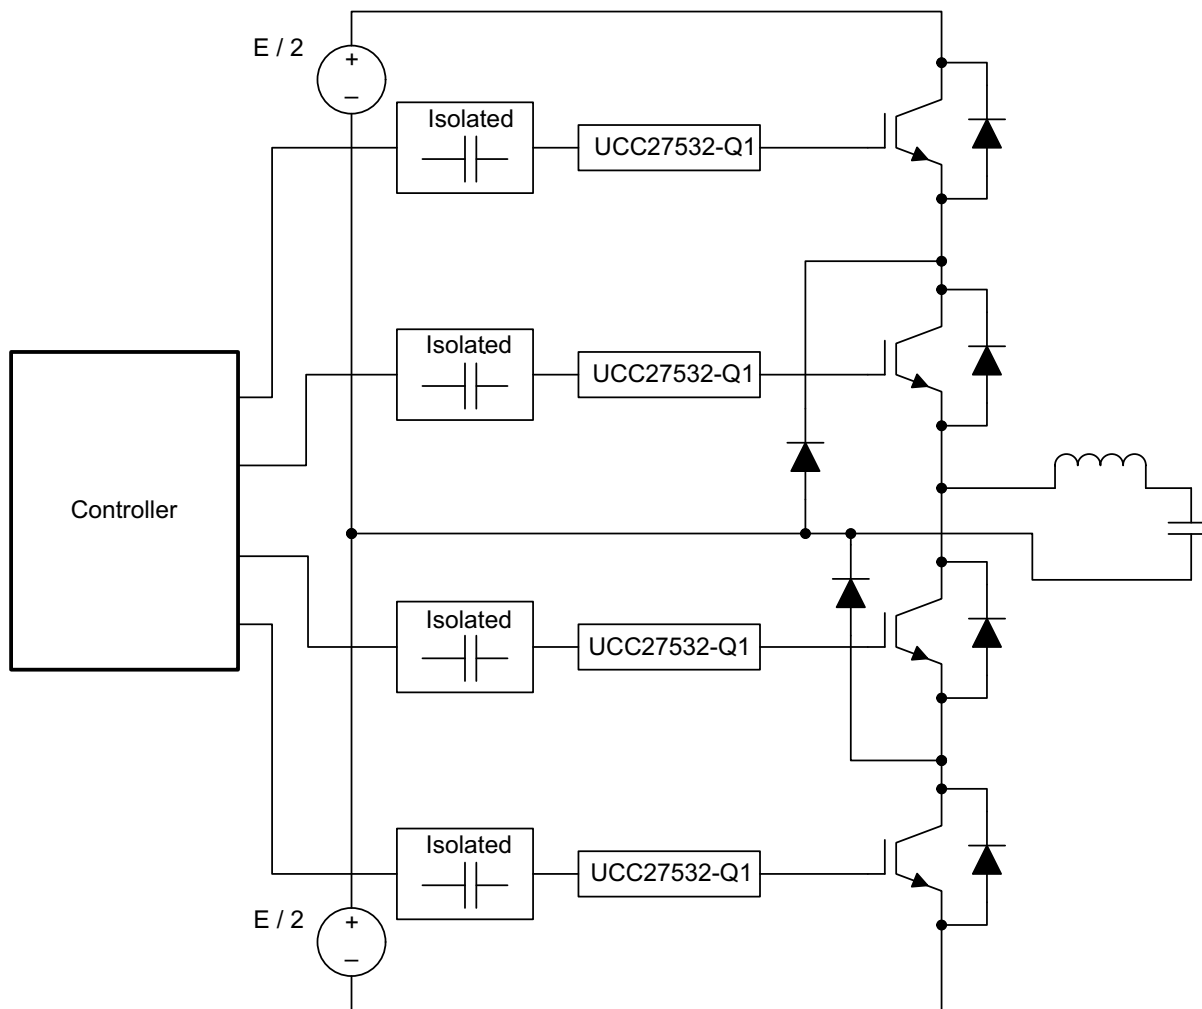 E / 2
+
–
Isolated
UCC27532-Q1
Isolated
UCC27532-Q1
Controller
Isolated
UCC27532-Q1
Isolated
UCC27532-Q1
E / 2
+
–